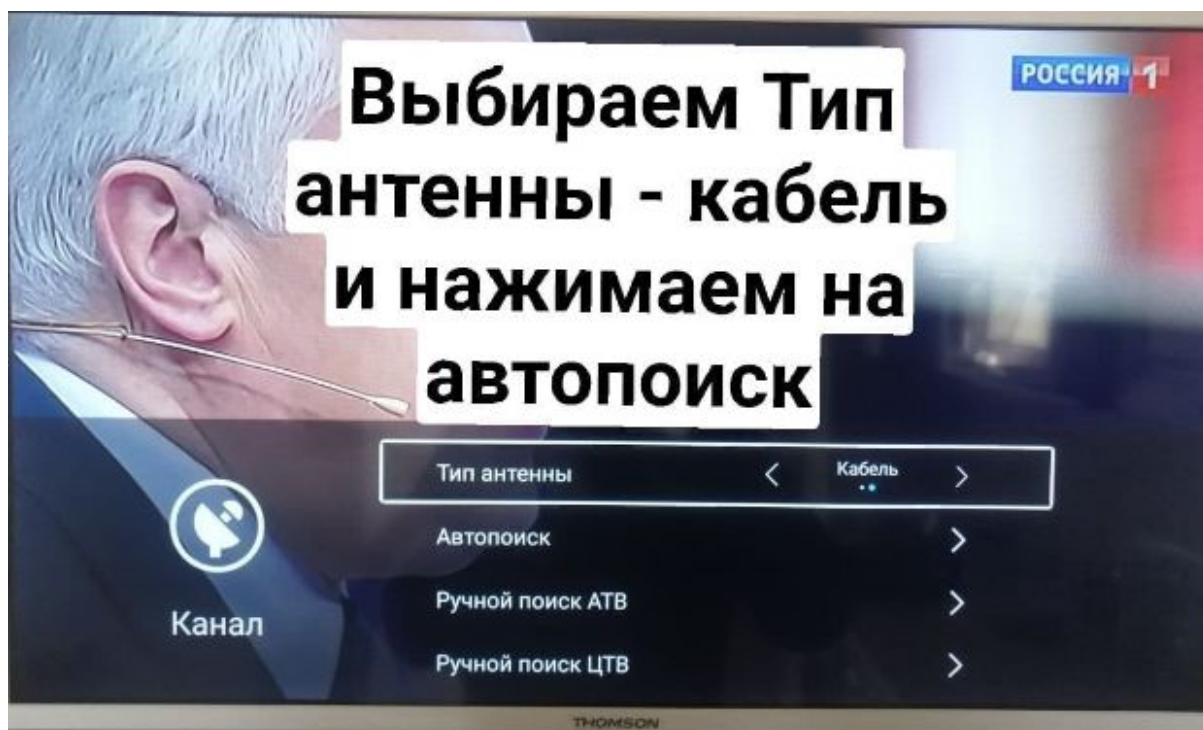 Выбираем Тип
антенны - кабель
и нажимаем на
автопоиск
РОССИЯ 1
Тип антенны
Кабель
Автопоиск
Ручной поиск АТВ
Ручной поиск ЦТВ
Канал
THOMSON